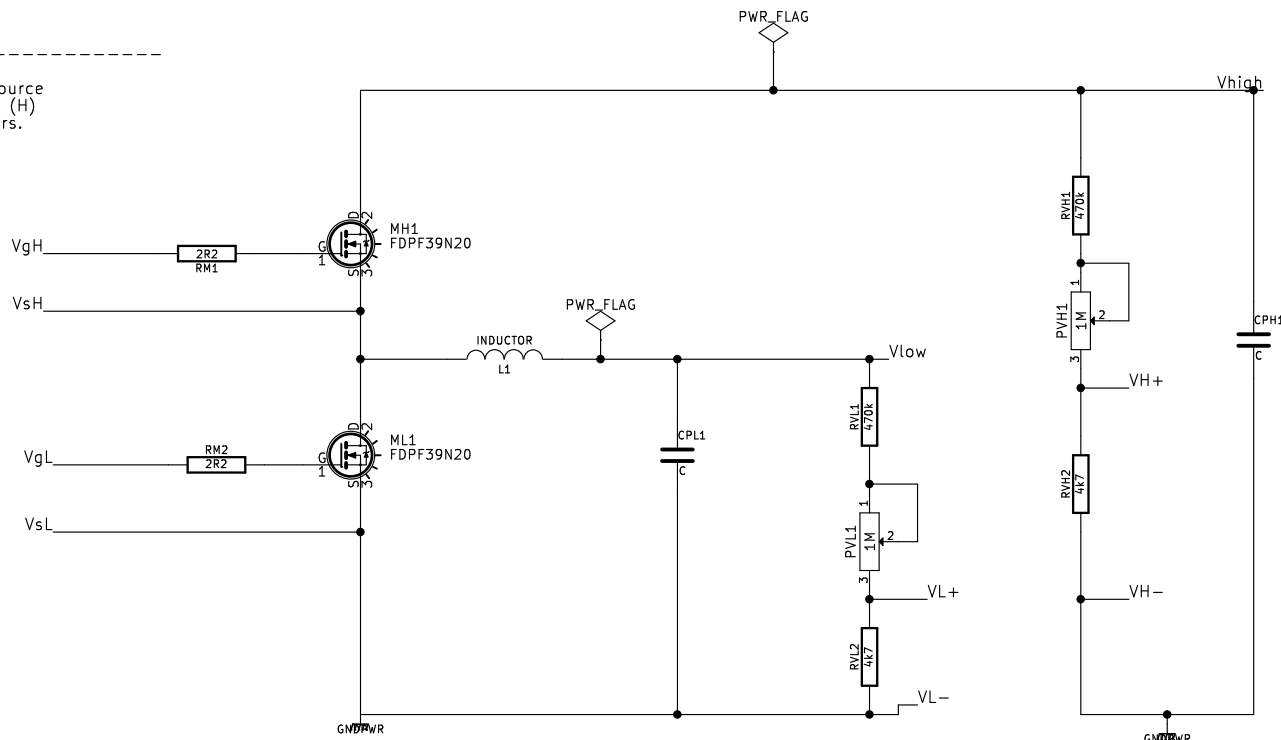 PWR_FLAG
ource
(H)
rs.
Vhigh
RVH1
470k
VgH
2R2
RM1
G
1
D
2
S
3
MH1
FDPF39N20
VsH
PWR_FLAG
INDUCTOR
L1
Vlow
1
PVH1
1M
2
3
CPH1
C
VH+
RVL1
470k
VgL
RM2
2R2
G
1
D
2
S
3
ML1
FDPF39N20
CPL1
C
RVH2
4k7
VsL
1
PVL1
1M
2
3
VL+
VH-
RVL2
4k7
VL-
GNDPWR
GNDPWR